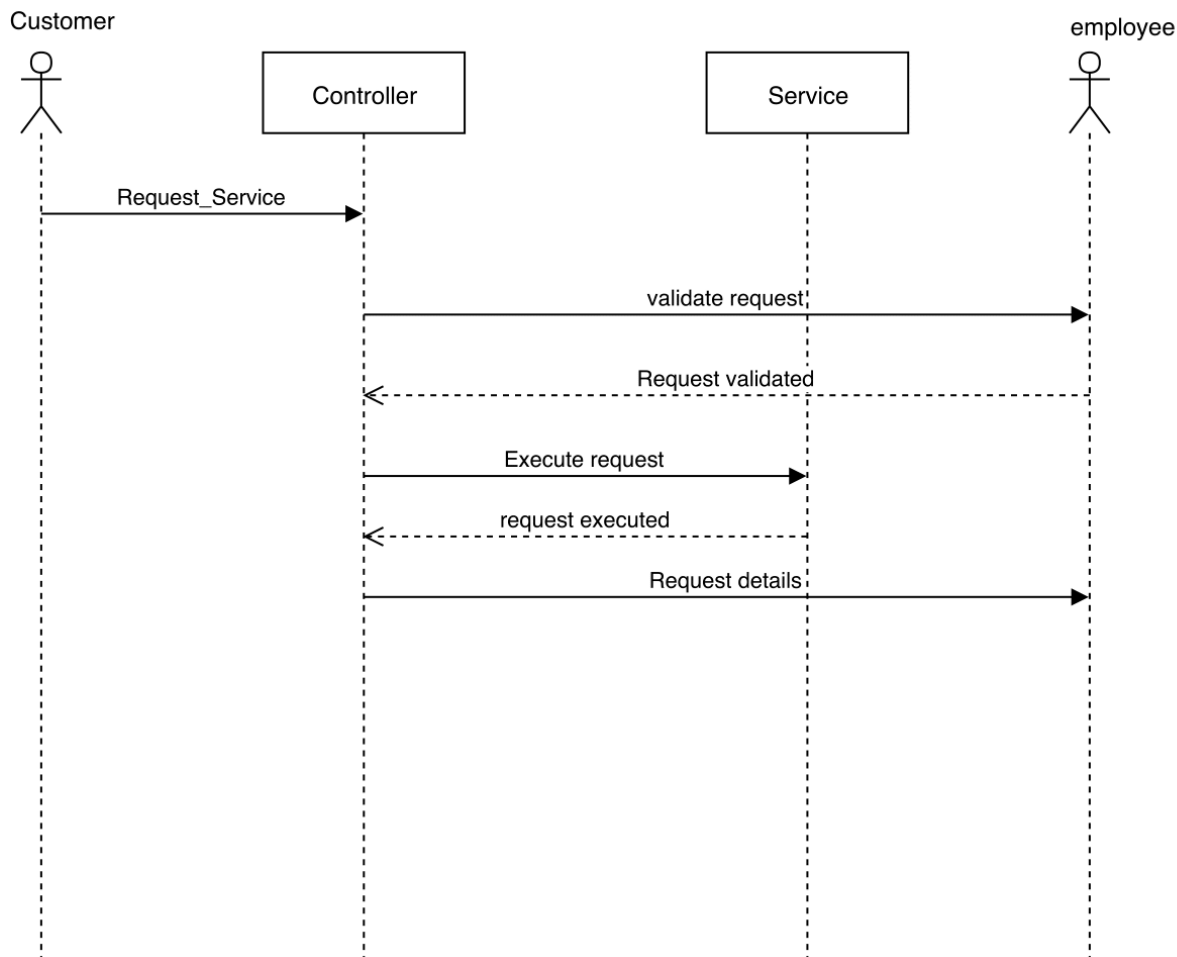 Customer
employee
Controller
Service
Request_Service
validate request
Request validated
Execute request
request executed
Request details